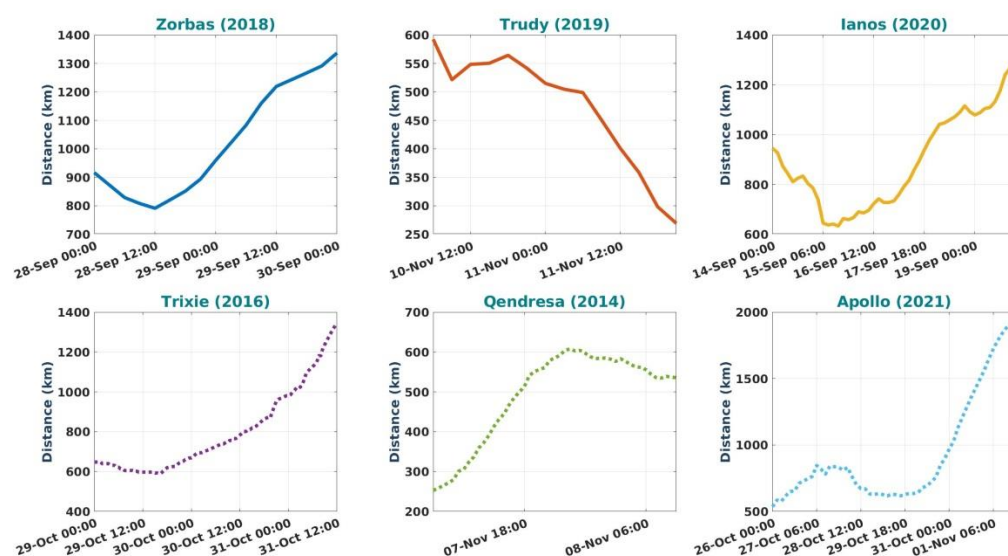 Zorbas (2018)
Distance (km)
1400
1300
1200
1100
1000
900
800
700
28-Sep 00:00
28-Sep 12:00
29-Sep 00:00
29-Sep 12:00
30-Sep 00:00
Trudy (2019)
Distance (km)
600
550
500
450
400
350
300
250
10-Nov 12:00
11-Nov 00:00
11-Nov 12:00
Ianos (2020)
Distance (km)
1400
1200
1000
800
600
14-Sep 00:00
15-Sep 06:00
16-Sep 12:00
17-Sep 18:00
19-Sep 00:00
Trixie (2016)
Distance (km)
1400
1200
1000
800
600
400
29-Oct 00:00
29-Oct 12:00
30-Oct 00:00
30-Oct 12:00
31-Oct 00:00
31-Oct 12:00
Qendresa (2014)
Distance (km)
700
600
500
400
300
200
07-Nov 18:00
08-Nov 06:00
Apollo (2021)
Distance (km)
2000
1500
1000
500
26-Oct 00:00
27-Oct 06:00
28-Oct 12:00
29-Oct 18:00
31-Oct 00:00
01-Nov 06:00